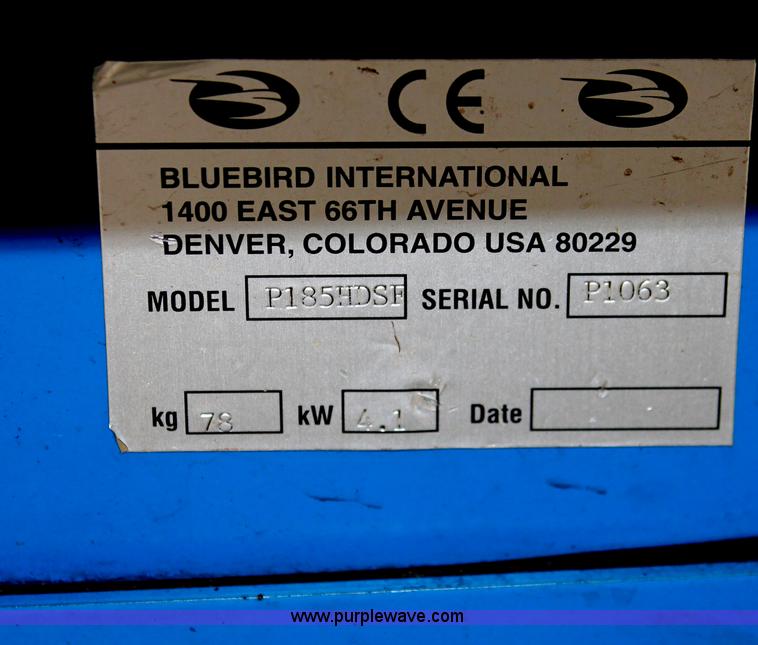 CE
BLUEBIRD INTERNATIONAL
1400 EAST 66TH AVENUE
DENVER, COLORADO USA 80229
MODEL P185HDSF SERIAL NO. P1063
kg 78 kW 4.1 Date
www.purplewave.com